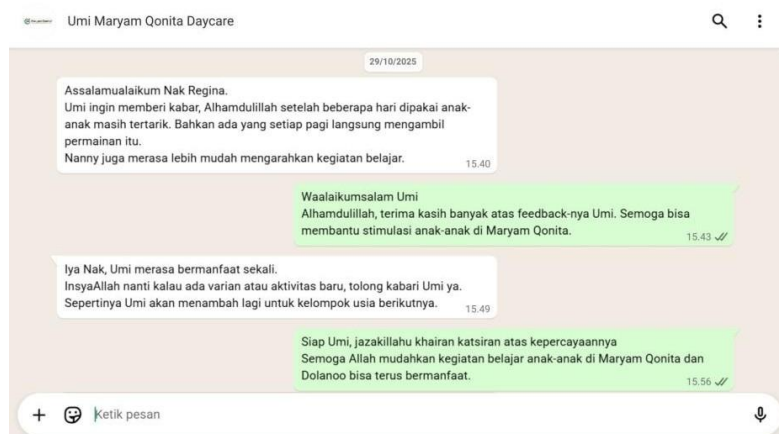 Umi Maryam Qonita Daycare
29/10/2025
Assalamualaikum Nak Regina.
Umi ingin memberi kabar, Alhamdulillah setelah beberapa hari dipakai anak-
anak masih tertarik. Bahkan ada yang setiap pagi langsung mengambil
permainan itu.
Nanny juga merasa lebih mudah mengarahkan kegiatan belajar.
15.40
Waalaikumsalam Umi
Alhamdulillah, terima kasih banyak atas feedback-nya Umi. Semoga bisa
membantu stimulasi anak-anak di Maryam Qonita.
15.43
Iya Nak, Umi merasa bermanfaat sekali.
InsyaAllah nanti kalau ada varian atau aktivitas baru, tolong kabari Umi ya.
Sepertinya Umi akan menambah lagi untuk kelompok usia berikutnya.
15.49
Siap Umi, jazakillahu khairan katsiran atas kepercayaannya
Semoga Allah mudahkan kegiatan belajar anak-anak di Maryam Qonita dan
Dolanoo bisa terus bermanfaat.
15.56
Ketik pesan